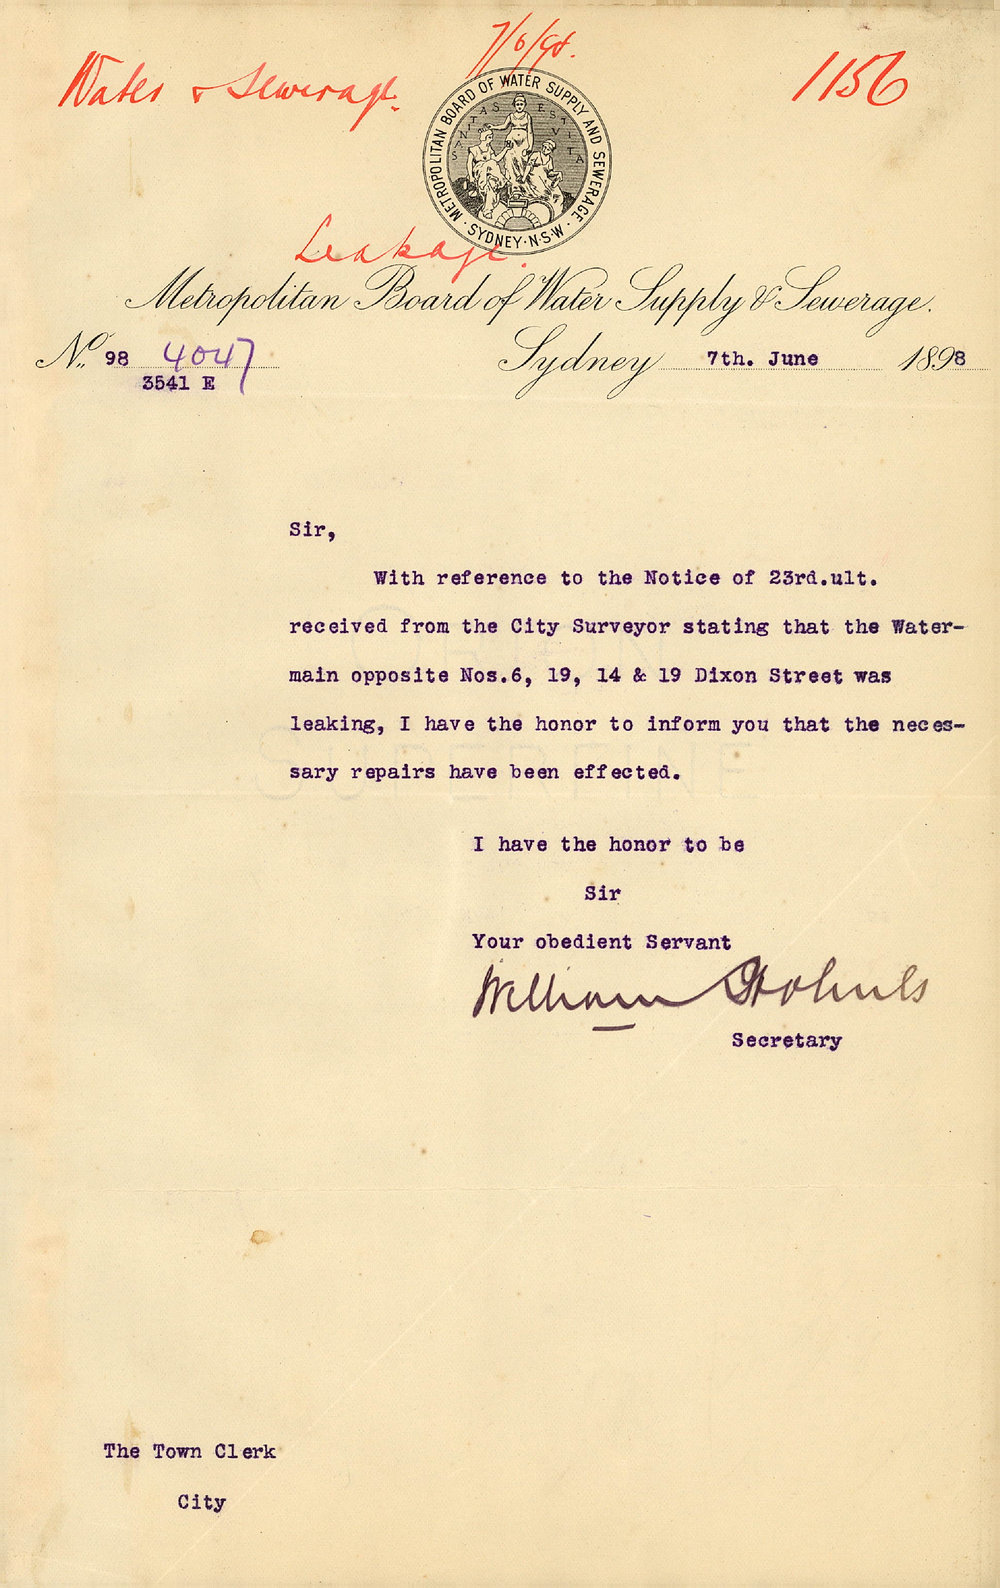 7/6/98.
Water & Sewerage.
1156
METROPOLITAN BOARD OF WATER SUPPLY AND SEWERAGE
SANITAS EST VITA
· SYDNEY·N·S·W·
Leakage.
Metropolitan Board of Water Supply & Sewerage.
No. 98 4047
3541 E
Sydney 7th. June 1898
Sir,
With reference to the Notice of 23rd.ult.
received from the City Surveyor stating that the Water-
main opposite Nos.6, 19, 14 & 19 Dixon Street was
leaking, I have the honor to inform you that the neces-
sary repairs have been effected.
I have the honor to be
Sir
Your obedient Servant
William Holmes
Secretary
The Town Clerk
City